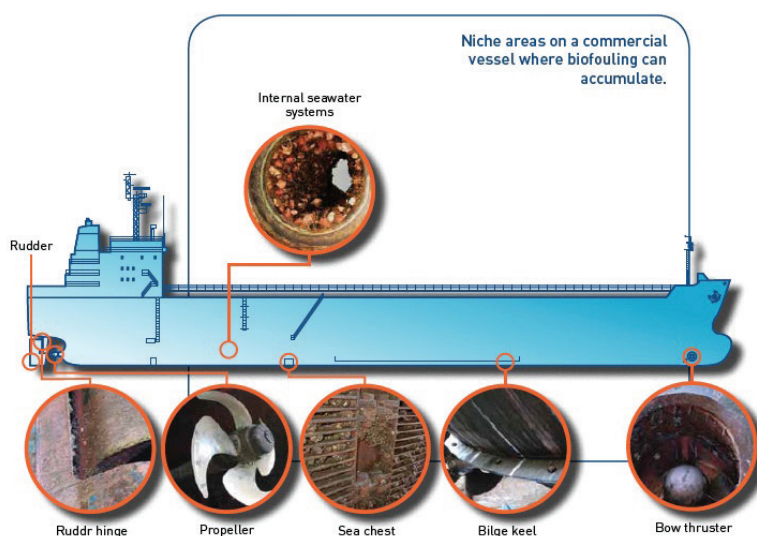 Niche areas on a commercial
vessel where biofouling can
accumulate.
Internal seawater
systems
Rudder
Ruddr hinge
Propeller
Sea chest
Bilge keel
Bow thruster